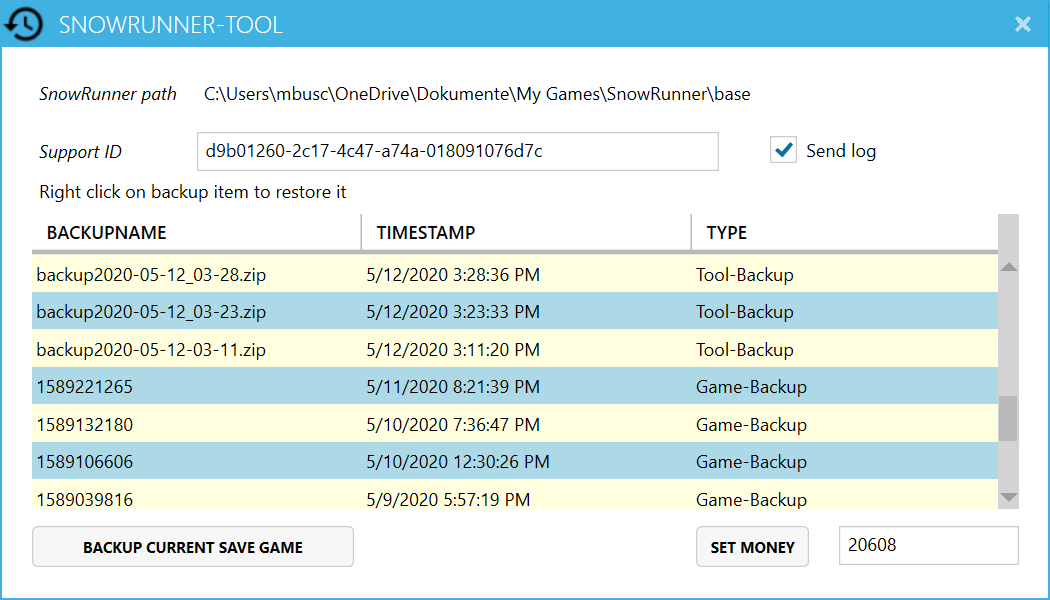 SNOWRUNNER-TOOL
SnowRunner path C:\Users\mbusc\OneDrive\Dokumente\My Games\SnowRunner\base
Support ID d9b01260-2c17-4c47-a74a-018091076d7c Send log
Right click on backup item to restore it
BACKUPNAME TIMESTAMP TYPE
backup2020-05-12_03-28.zip 5/12/2020 3:28:36 PM Tool-Backup
backup2020-05-12_03-23.zip 5/12/2020 3:23:33 PM Tool-Backup
backup2020-05-12-03-11.zip 5/12/2020 3:11:20 PM Tool-Backup
1589221265 5/11/2020 8:21:39 PM Game-Backup
1589132180 5/10/2020 7:36:47 PM Game-Backup
1589106606 5/10/2020 12:30:26 PM Game-Backup
1589039816 5/9/2020 5:57:19 PM Game-Backup
BACKUP CURRENT SAVE GAME SET MONEY 20608